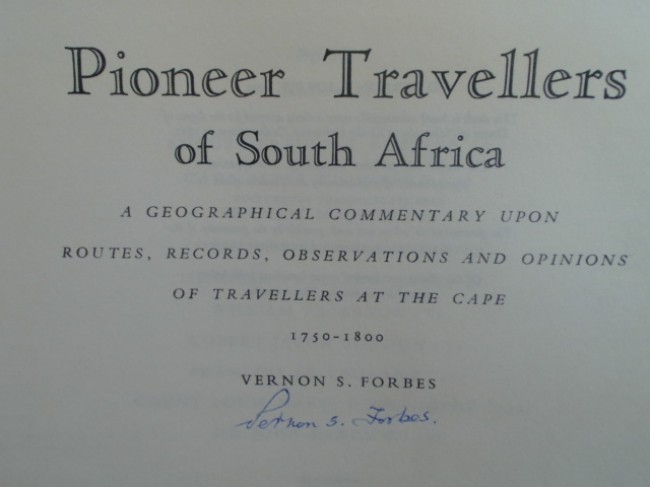 Pioneer Travellers
of South Africa
A GEOGRAPHICAL COMMENTARY UPON
ROUTES, RECORDS, OBSERVATIONS AND OPINIONS
OF TRAVELLERS AT THE CAPE
1750-1800
VERNON S. FORBES
Vernon S. Forbes.